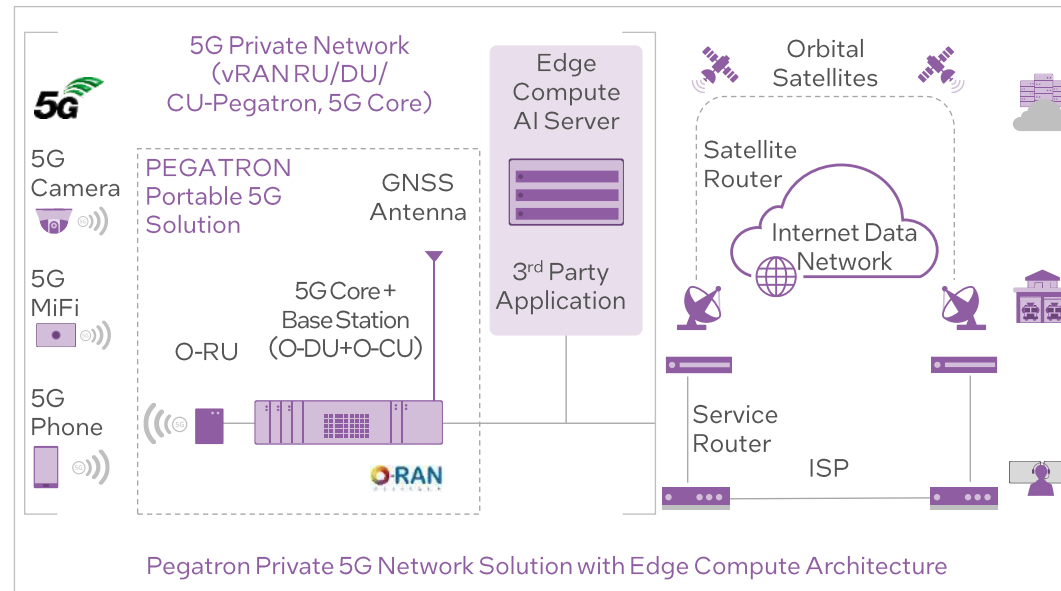 5G Private Network
(vRAN RU/DU/
CU-Pegatron, 5G Core)
5G
5G
Camera
5G
MiFi
5G
Phone
PEGATRON
Portable 5G
Solution
GNSS
Antenna
5G Core +
Base Station
(O-DU+O-CU)
O-RU
5G
O-RAN
Edge
Compute
AI Server
3rd Party
Application
Orbital
Satellites
Satellite
Router
Internet Data
Network
Service
Router
ISP
Pegatron Private 5G Network Solution with Edge Compute Architecture